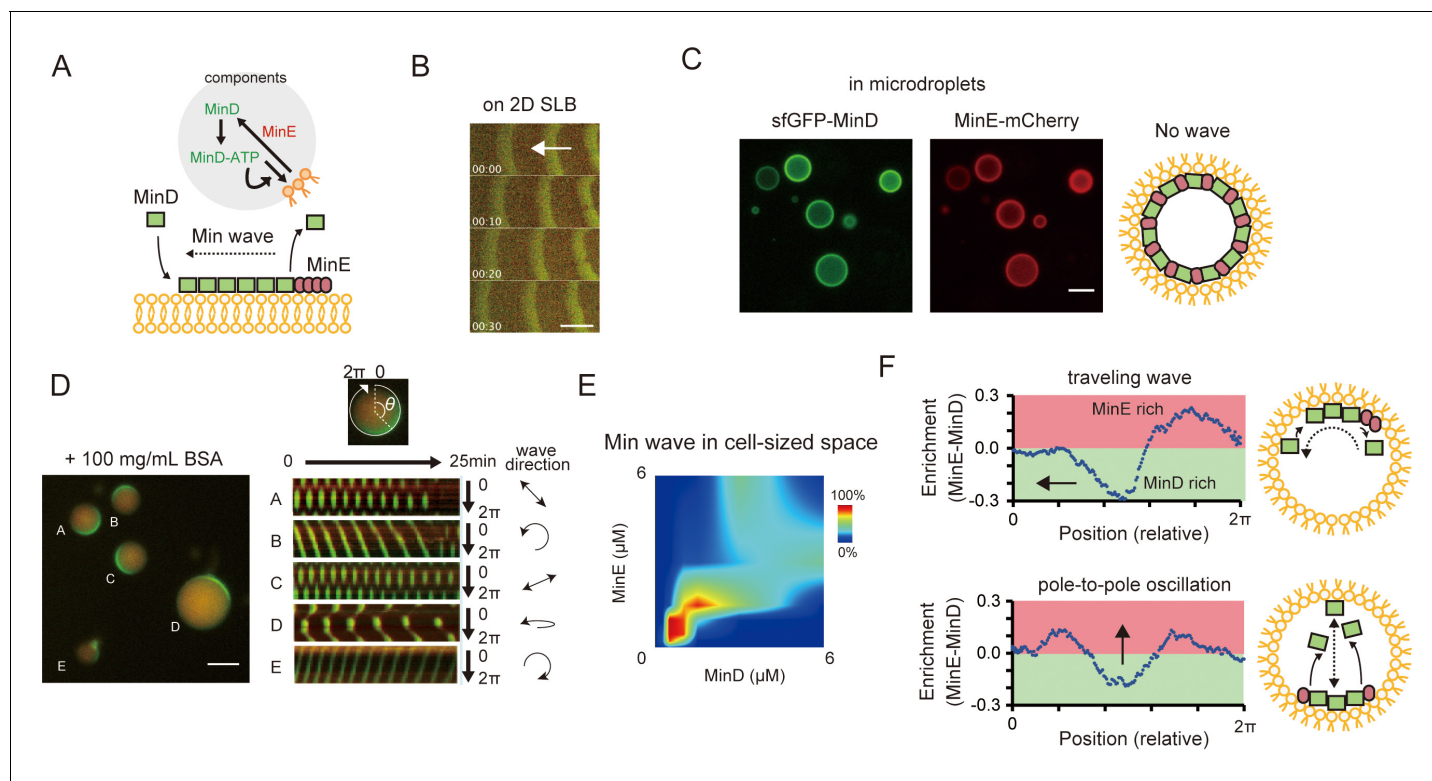 A
components
MinD
MinE
MinD-ATP
MinD
Min wave
MinE
B
on 2D SLB
00:00
00:10
00:20
00:30
C
in microdroplets
sfGFP-MinD
MinE-mCherry
No wave
D
+ 100 mg/mL BSA
A
B
C
D
E
2π 0
θ
0
25min
wave
direction
A
0
2π
B
0
2π
C
0
2π
D
0
2π
E
0
2π
E
Min wave in cell-sized space
6
MinE (μM)
0
MinD (μM)
6
100%
0%
F
traveling wave
Enrichment
(MinE-MinD)
0.3
0.0
-0.3
MinE rich
MinD rich
0
2π
Position (relative)
pole-to-pole oscillation
Enrichment
(MinE-MinD)
0.3
0.0
-0.3
0
2π
Position (relative)